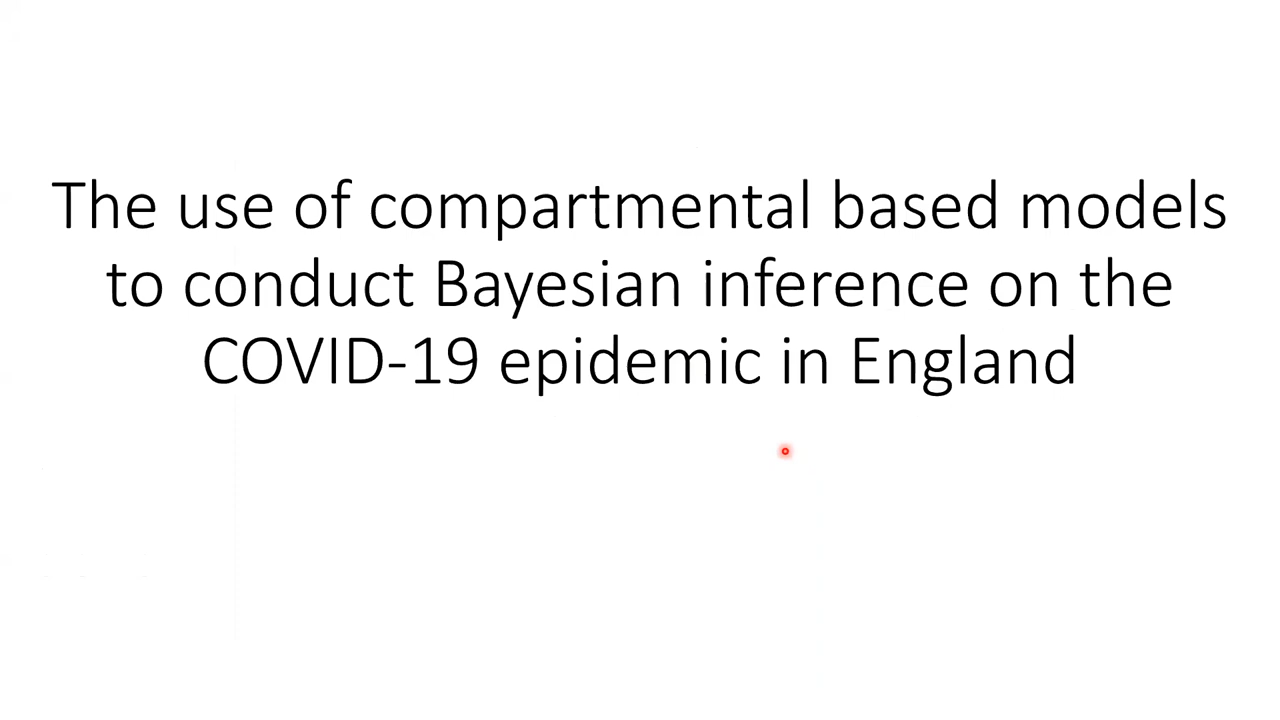 The use of compartmental based models
to conduct Bayesian inference on the
COVID-19 epidemic in England